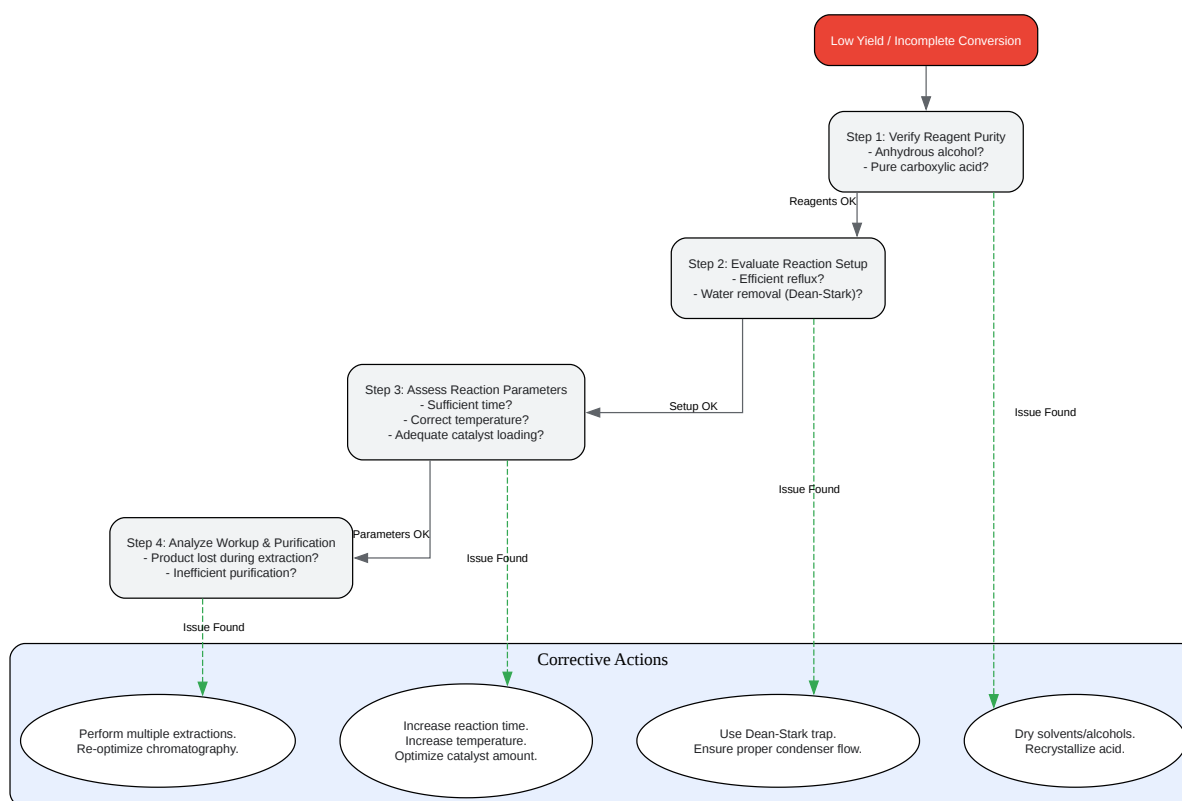 Low Yield / Incomplete Conversion
Step 1: Verify Reagent Purity
- Anhydrous alcohol?
- Pure carboxylic acid?
Reagents OK
Step 2: Evaluate Reaction Setup
- Efficient reflux?
- Water removal (Dean-Stark)?
Step 3: Assess Reaction Parameters
- Sufficient time?
- Correct temperature?
- Adequate catalyst loading?
Setup OK
Issue Found
Issue Found
Step 4: Analyze Workup & Purification
- Product lost during extraction?
- Inefficient purification?
Parameters OK
Issue Found
Issue Found
Corrective Actions
Perform multiple extractions.
Re-optimize chromatography.
Increase reaction time.
Increase temperature.
Optimize catalyst amount.
Use Dean-Stark trap.
Ensure proper condenser flow.
Dry solvents/alcohols.
Recrystallize acid.